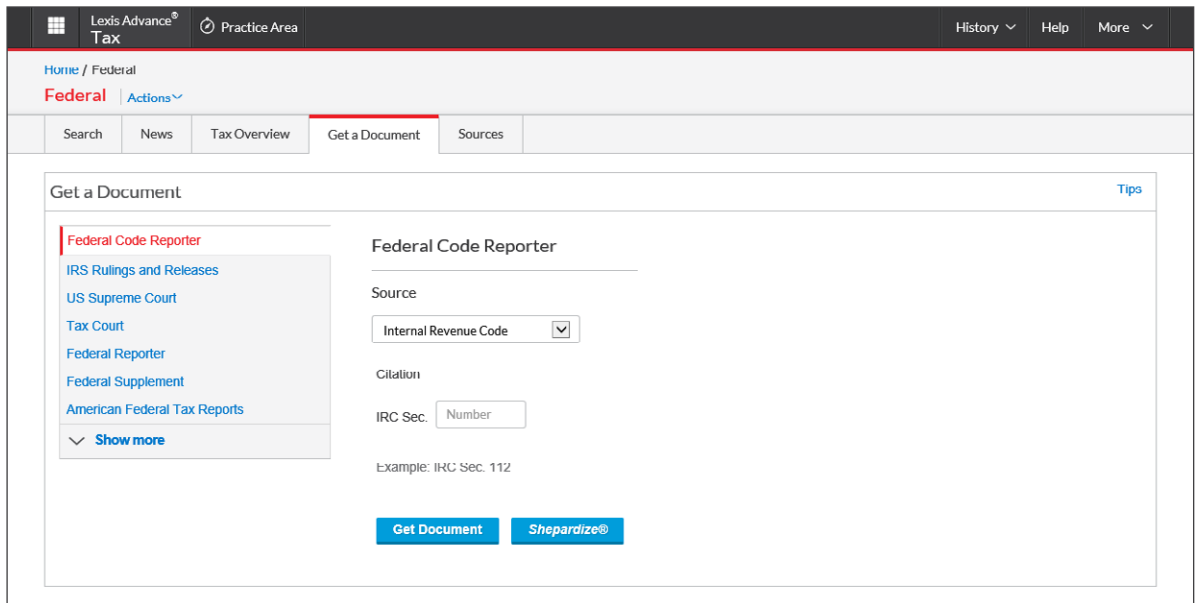 Lexis Advance®
Tax
Practice Area
History
Help
More
Home / Federal
Federal
Actions
Search
News
Tax Overview
Get a Document
Sources
Get a Document
Tips
Federal Code Reporter
IRS Rulings and Releases
US Supreme Court
Tax Court
Federal Reporter
Federal Supplement
American Federal Tax Reports
Show more
Federal Code Reporter
Source
Internal Revenue Code
Citation
IRC Sec. Number
Example: IRC Sec. 112
Get Document
Shepardize®